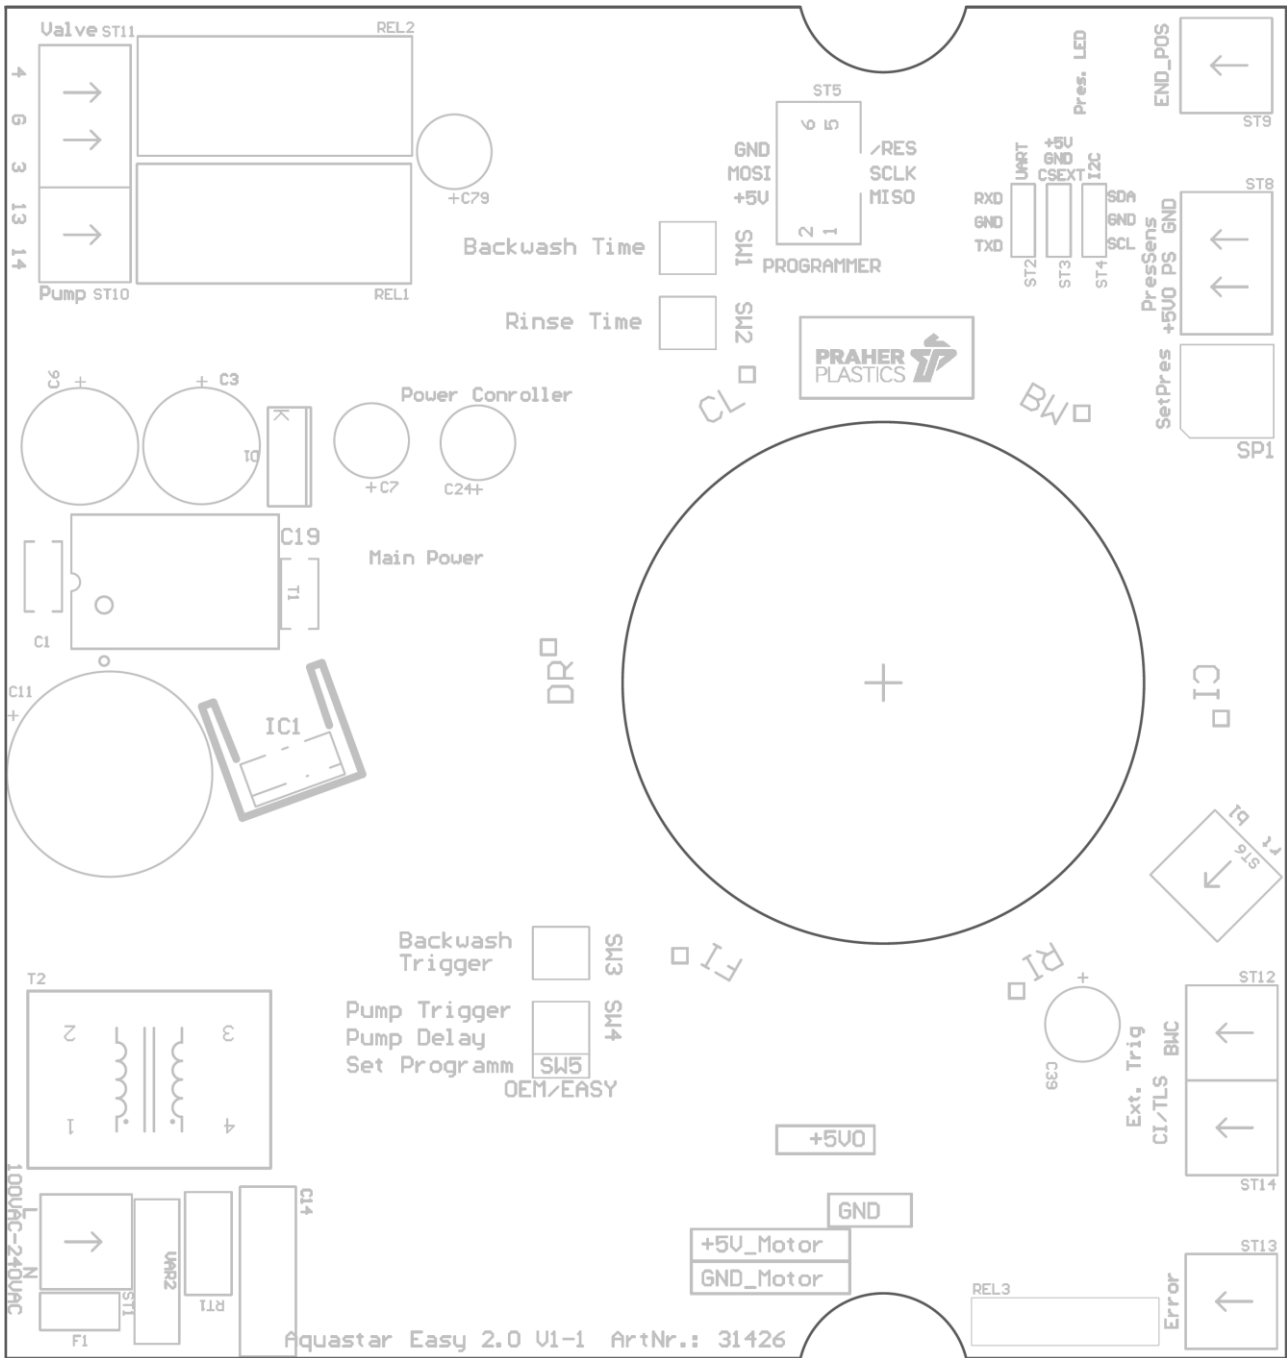 Valve ST11
REL2
4
G
3
13
14
Pump ST10
REL1
+C79
Backwash Time
SW1
Rinse Time
SW2
ST5
6 5
GND /RES
MOSI SCLK
+5V MISO
2 1
PROGRAMMER
Pres. LED
END_POS
ST9
UART
+5V
GND
CSEXT
I2C
RXD
GND
TXD
SDA
GND
SCL
ST2
ST3
ST4
ST8
PresSens
+5VO PS GND
SetPres
SP1
PRAHER
PLASTICS
CL
BW
C6
+
+ C3
K
D1
Power Conroller
+C7
C24+
C19
Main Power
T1
C1
C11
+
IC1
DR
CI
rt bl
ST6
FI
RI
Backwash
Trigger
SW3
Pump Trigger
Pump Delay
Set Programm
SW4
SW5
OEM/EASY
T2
2 3
1 4
+
C39
ST12
BWC
Ext. Trig
CI/TLS
ST14
+5VO
GND
+5V_Motor
GND_Motor
100VAC-240VAC
L
N
ST1
F1
VAR2
RT1
C14
REL3
ST13
Error
Aquastar Easy 2.0 V1-1 ArtNr.: 31426